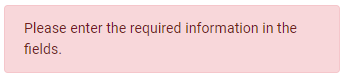 Please enter the required information in the
fields.